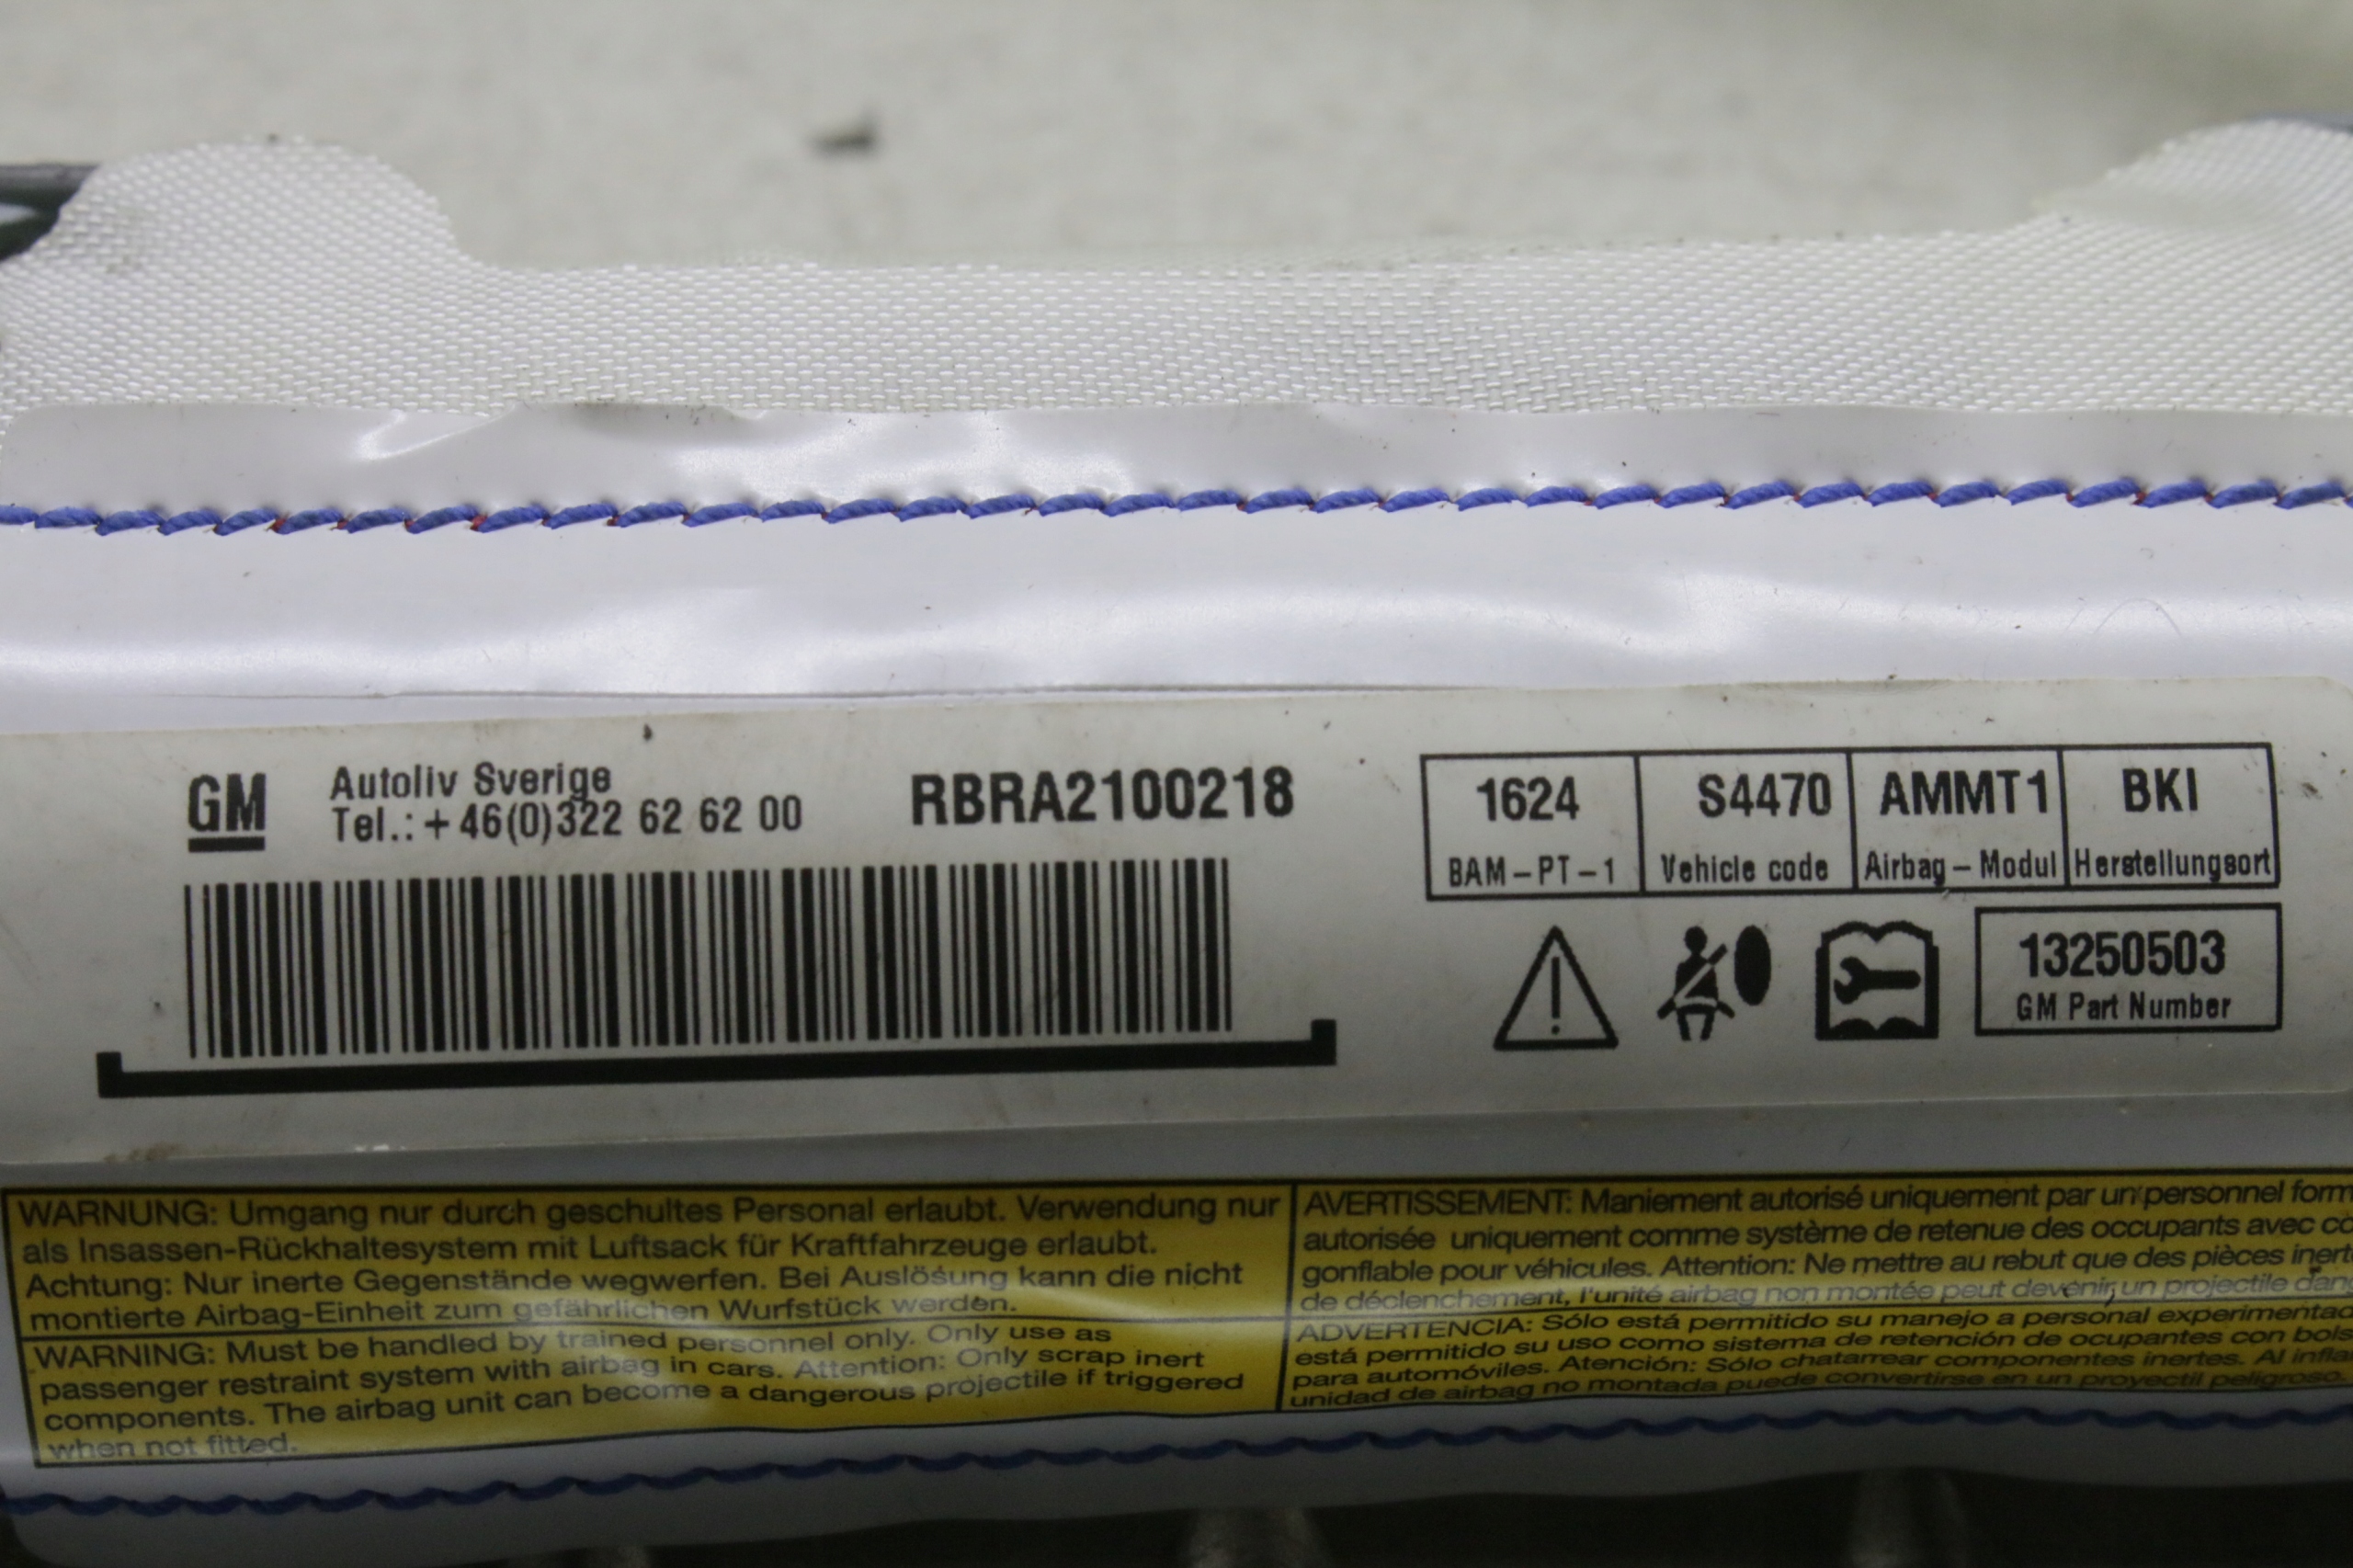 GM
Autoliv Sverige
Tel.: +46(0)322 62 62 00
RBRA2100218
1624 S4470 AMMT1 BKI
BAM-PT-1 Vehicle code Airbag-Modul Herstellungsort
13250503
GM Part Number
WARNUNG: Umgang nur durch geschultes Personal erlaubt. Verwendung nur
als Insassen-Rückhaltesystem mit Luftsack für Kraftfahrzeuge erlaubt.
Achtung: Nur inerte Gegenstände wegwerfen. Bei Auslösung kann die nicht
montierte Airbag-Einheit zum gefährlichen Wurfstück werden.
WARNING: Must be handled by trained personnel only. Only use as
passenger restraint system with airbag in cars. Attention: Only scrap inert
components. The airbag unit can become a dangerous projectile if triggered
when not fitted.
AVERTISSEMENT: Maniement autorisé uniquement par un personnel form
autorisée uniquement comme système de retenue des occupants avec co
gonflable pour véhicules. Attention: Ne mettre au rebut que des pièces inert
de déclenchement, l'unité airbag non montée peut devenir un projectile dang
ADVERTENCIA: Sólo está permitido su manejo a personal experimentad
está permitido su uso como sistema de retención de ocupantes con bols
para automóviles. Atención: Sólo chatarrear componentes inertes. Al infla
unidad de airbag no montada puede convertirse en un proyectil peligroso.